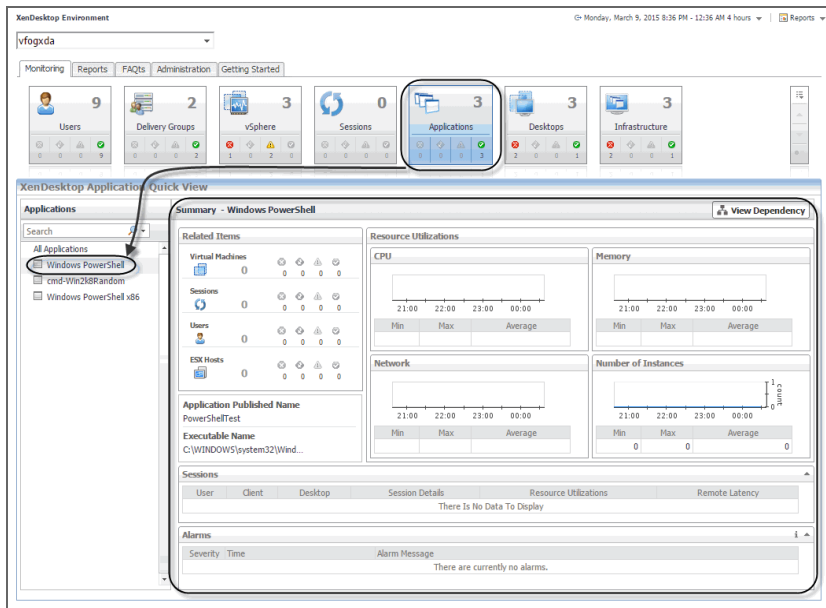 XenDesktop Environment
Monday, March 9, 2015 8:36 PM - 12:36 AM 4 hours
Reports
vfogxda
Monitoring Reports FAQts Administration Getting Started
9 2 3 0 3 3 3
Users Delivery Groups vSphere Sessions Applications Desktops Infrastructure
0 0 0 9 0 0 0 2 1 0 2 0 0 0 0 0 0 0 0 3 2 0 0 1 2 0 0 1
XenDesktop Application Quick View
Applications
Search
All Applications
Windows PowerShell
cmd-Win2k8Random
Windows PowerShell x86
Summary - Windows PowerShell
View Dependency
Related Items
Virtual Machines
0 0 0 0 0
Sessions
0 0 0 0 0
Users
0 0 0 0 0
ESX Hosts
0 0 0 0 0
Application Published Name
PowerShellTest
Executable Name
C:\WINDOWS\system32\Wind...
Resource Utilizations
CPU
21:00 22:00 23:00 00:00
Min Max Average
Memory
21:00 22:00 23:00 00:00
Min Max Average
Network
21:00 22:00 23:00 00:00
Min Max Average
Number of Instances
1
count
0
21:00 22:00 23:00 00:00
Min Max Average
0 0 0
Sessions
User Client Desktop Session Details Resource Utilizations Remote Latency
There Is No Data To Display
Alarms
Severity Time Alarm Message
There are currently no alarms.